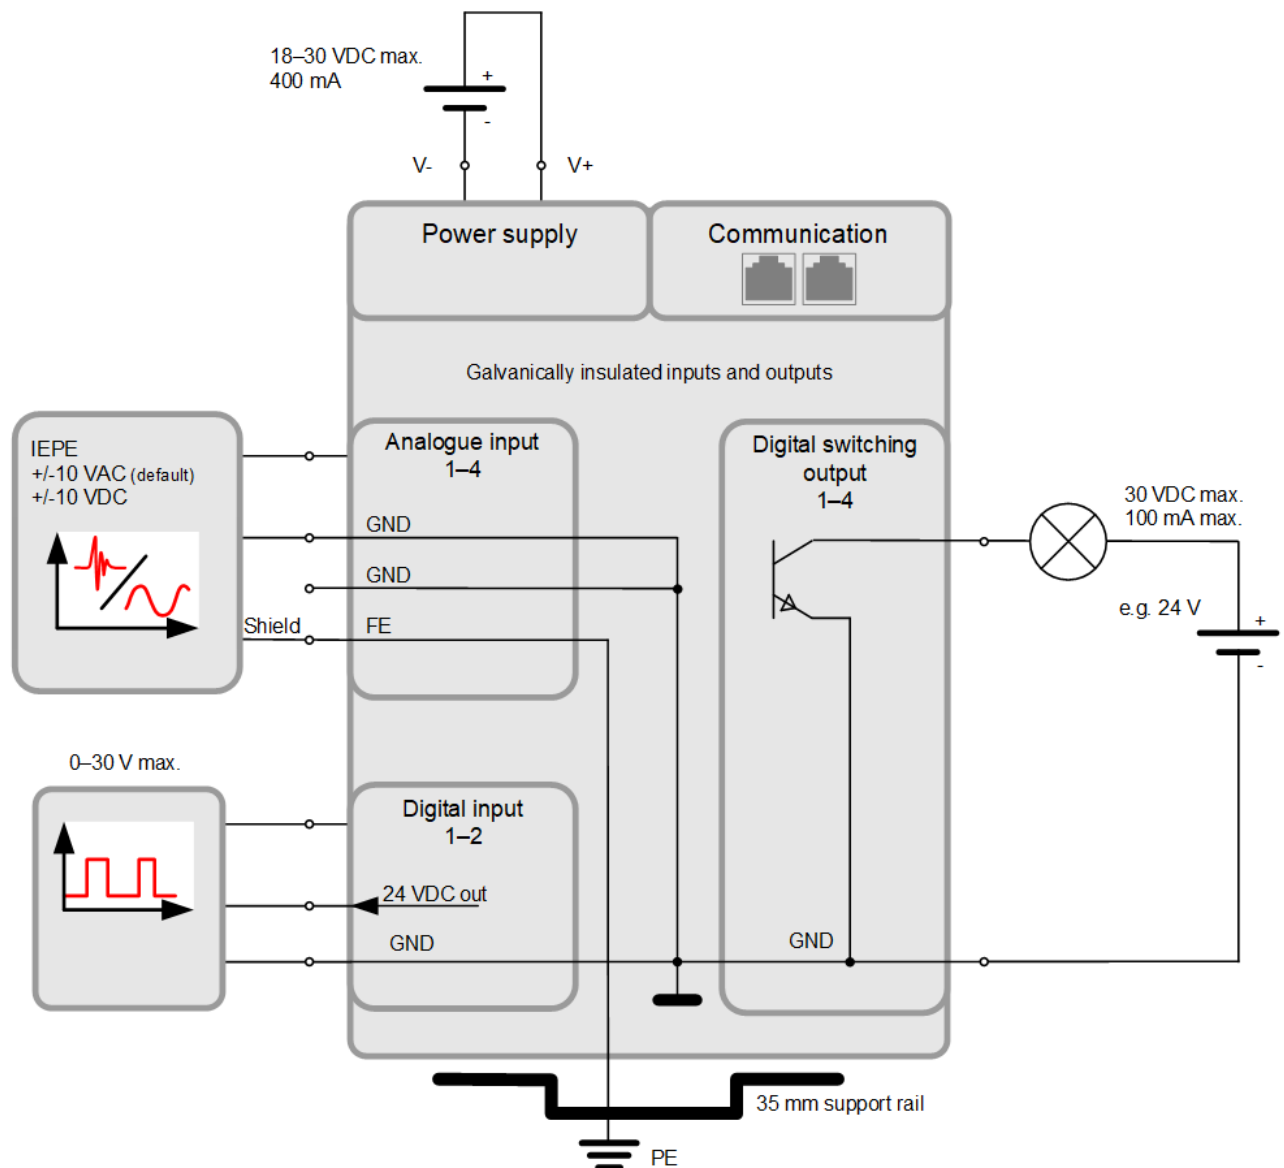 18–30 VDC max.
400 mA
+
-
V-
V+
Power supply
Communication
Galvanically insulated inputs and outputs
IEPE
+/-10 VAC (default)
+/-10 VDC
Shield
Analogue input
1–4
GND
GND
FE
Digital switching
output
1–4
30 VDC max.
100 mA max.
e.g. 24 V
+
-
0–30 V max.
Digital input
1–2
24 VDC out
GND
GND
35 mm support rail
PE